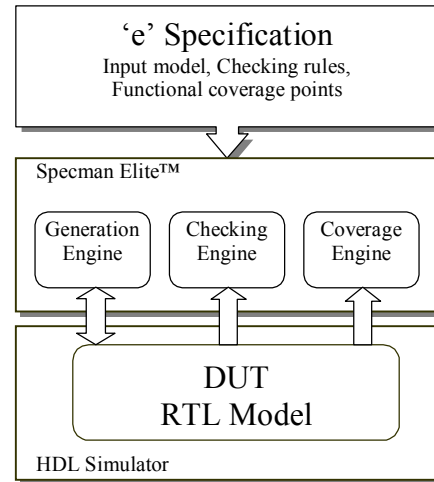 ‘e’ Specification
Input model, Checking rules,
Functional coverage points
Specman Elite™
Generation
Engine
Checking
Engine
Coverage
Engine
DUT
RTL Model
HDL Simulator